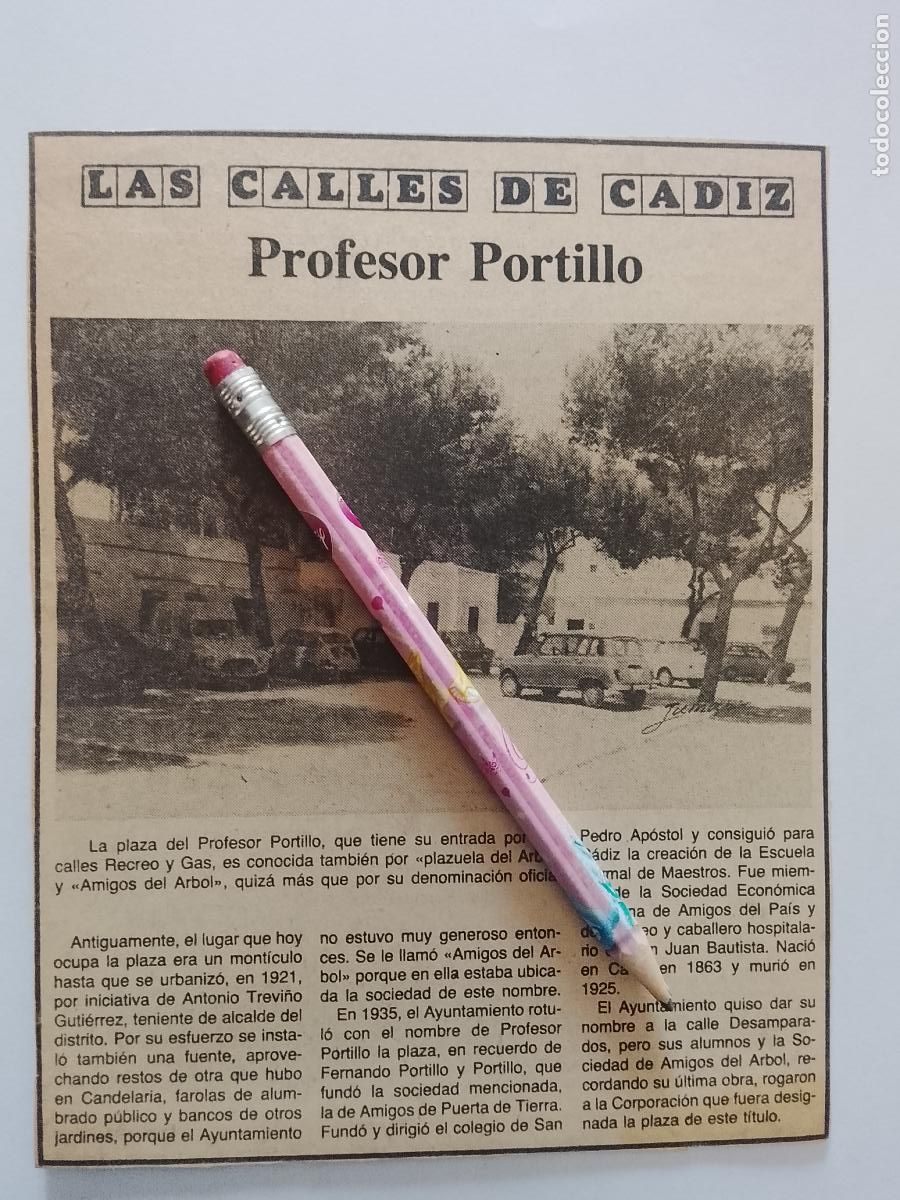 LAS CALLES DE CADIZ
Profesor Portillo
Jumar
La plaza del Profesor Portillo, que tiene su entrada por
calles Recreo y Gas, es conocida también por «plazuela del Arb
y «Amigos del Arbol», quizá más que por su denominación oficia
Antiguamente, el lugar que hoy
ocupa la plaza era un montículo
hasta que se urbanizó, en 1921,
por iniciativa de Antonio Treviño
Gutiérrez, teniente de alcalde del
distrito. Por su esfuerzo se insta-
ló también una fuente, aprove-
chando restos de otra que hubo
en Candelaria, farolas de alum-
brado público y bancos de otros
jardines, porque el Ayuntamiento
no estuvo muy generoso enton-
ces. Se le llamó «Amigos del Ar-
bol» porque en ella estaba ubica-
da la sociedad de este nombre.
En 1935, el Ayuntamiento rotu-
ló con el nombre de Profesor
Portillo la plaza, en recuerdo de
Fernando Portillo y Portillo, que
fundó la sociedad mencionada,
la de Amigos de Puerta de Tierra.
Fundó y dirigió el colegio de San
Pedro Apóstol y consiguió para
Cádiz la creación de la Escuela
rmal de Maestros. Fue miem-
de la Sociedad Económica
na de Amigos del País y
eo y caballero hospitala-
rio n Juan Bautista. Nació
en Ca en 1863 y murió en
1925.
El Ayuntamiento quiso dar su
nombre a la calle Desampara-
dos, pero sus alumnos y la So-
ciedad de Amigos del Arbol, re-
cordando su última obra, rogaron
a la Corporación que fuera desig-
nada la plaza de este título.
todocoleccion